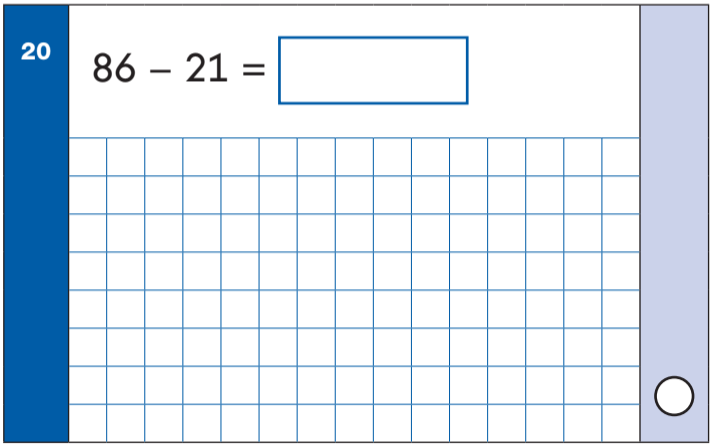 20
86 – 21 =